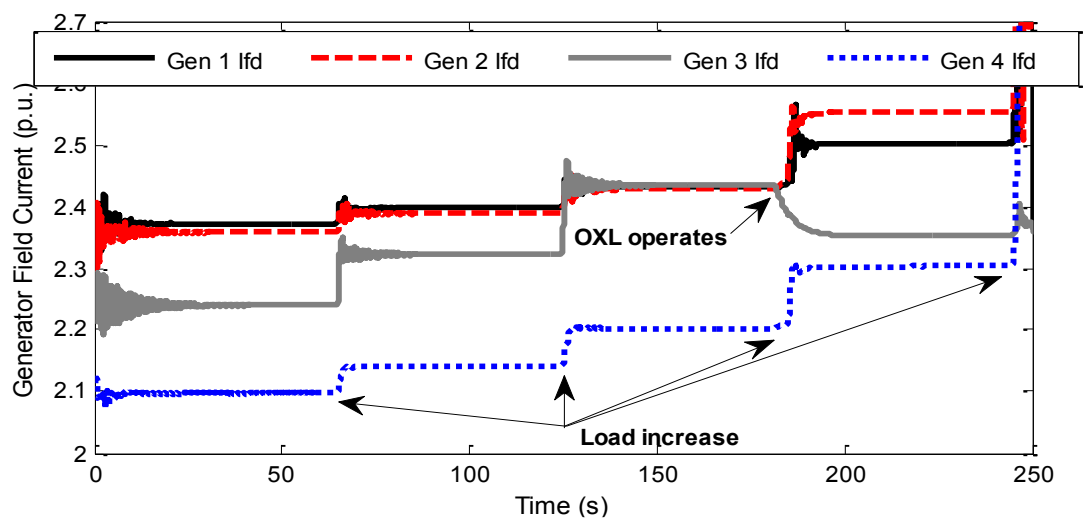 2.7
Gen 1 Ifd Gen 2 Ifd Gen 3 Ifd Gen 4 Ifd
2.5
2.4
2.3
2.2
2.1
2
Generator Field Current (p.u.)
OXL operates
Load increase
0 50 100 150 200 250
Time (s)